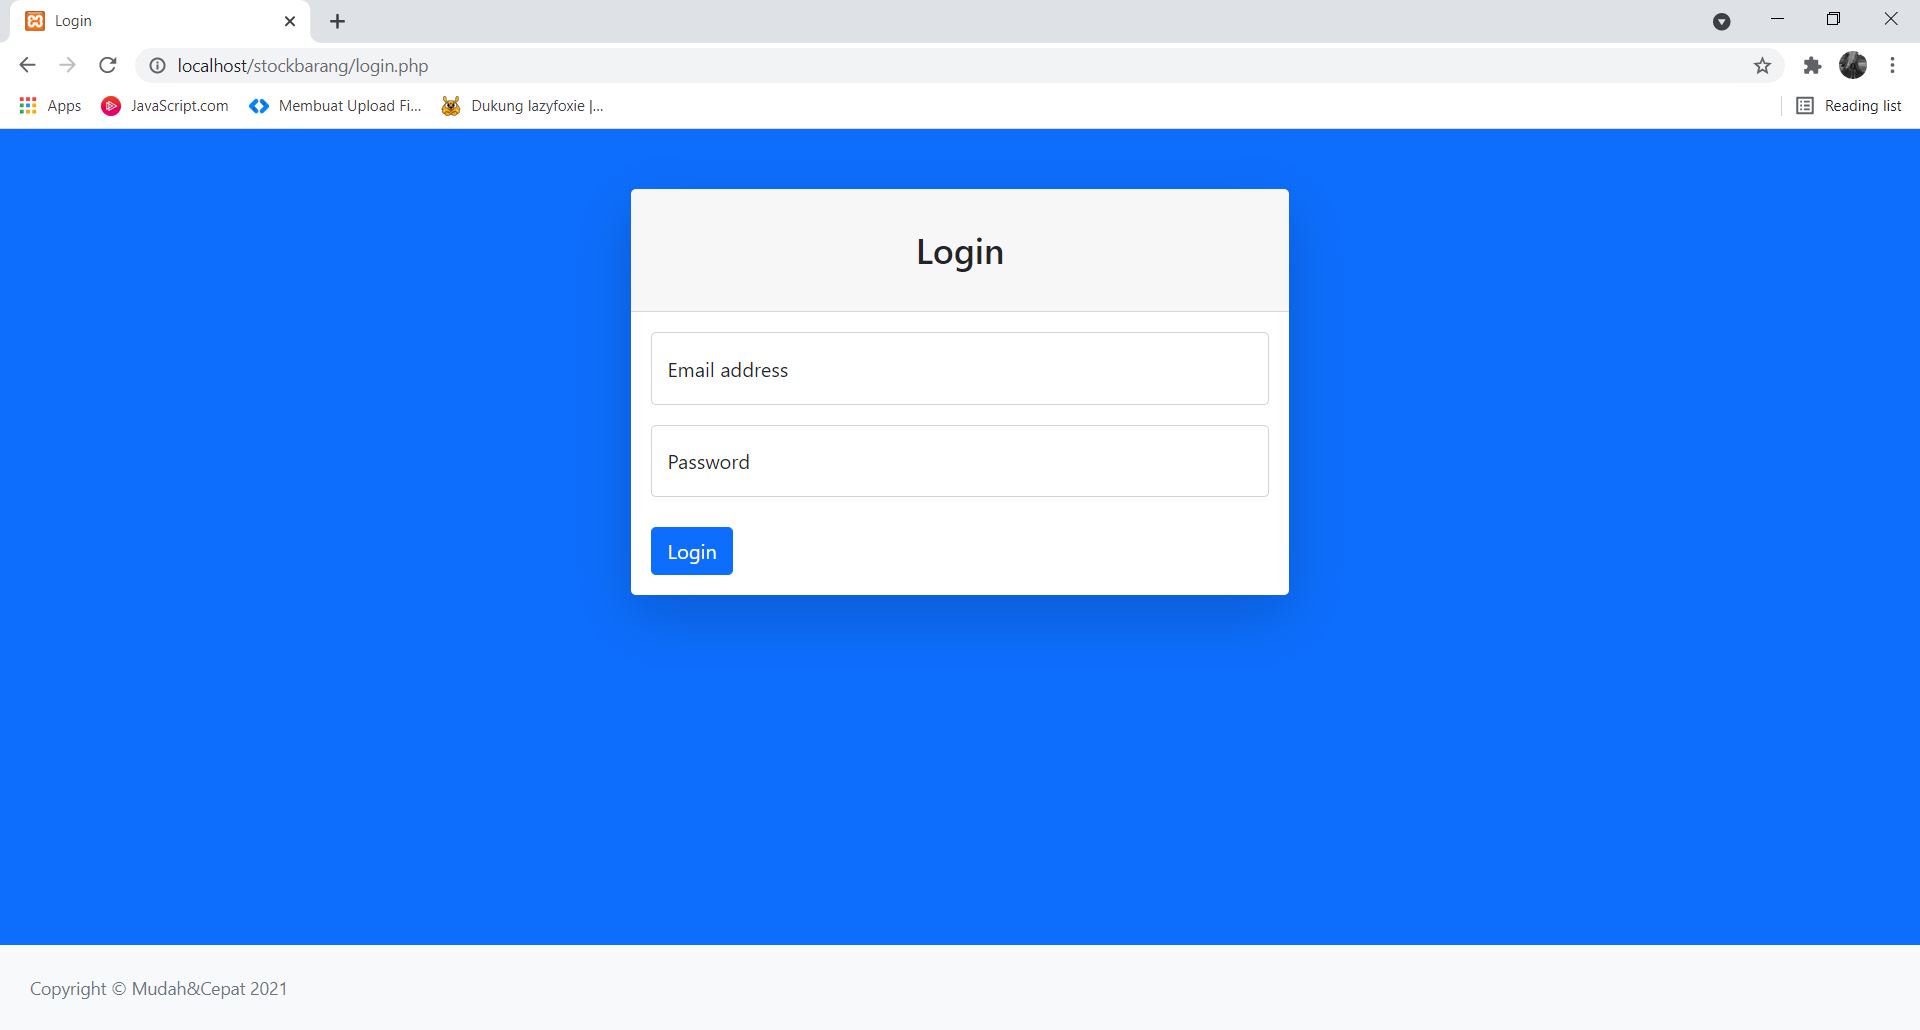 Login
localhost/stockbarang/login.php
Apps JavaScript.com Membuat Upload Fi... Dukung lazyfoxie |... Reading list
Login
Email address
Password
Login
Copyright © Mudah&Cepat 2021